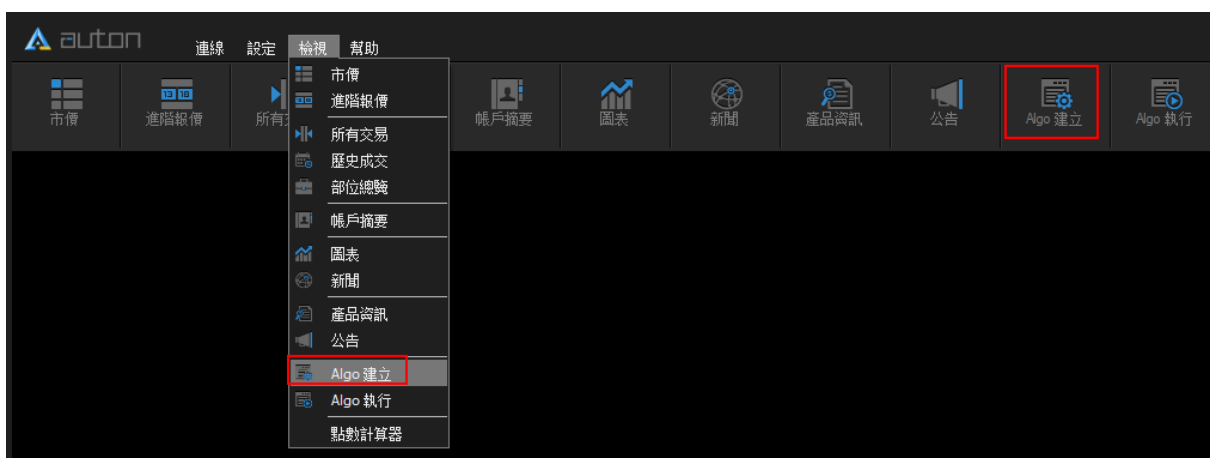 auton
連線 設定 檢視 幫助
市價
進階報價
所有
帳戶摘要
圖表
新聞
產品資訊
公告
Algo 建立
Algo 執行
市價
進階報價
所有交易
歷史成交
部位總覽
帳戶摘要
圖表
新聞
產品資訊
公告
Algo 建立
Algo 執行
點數計算器